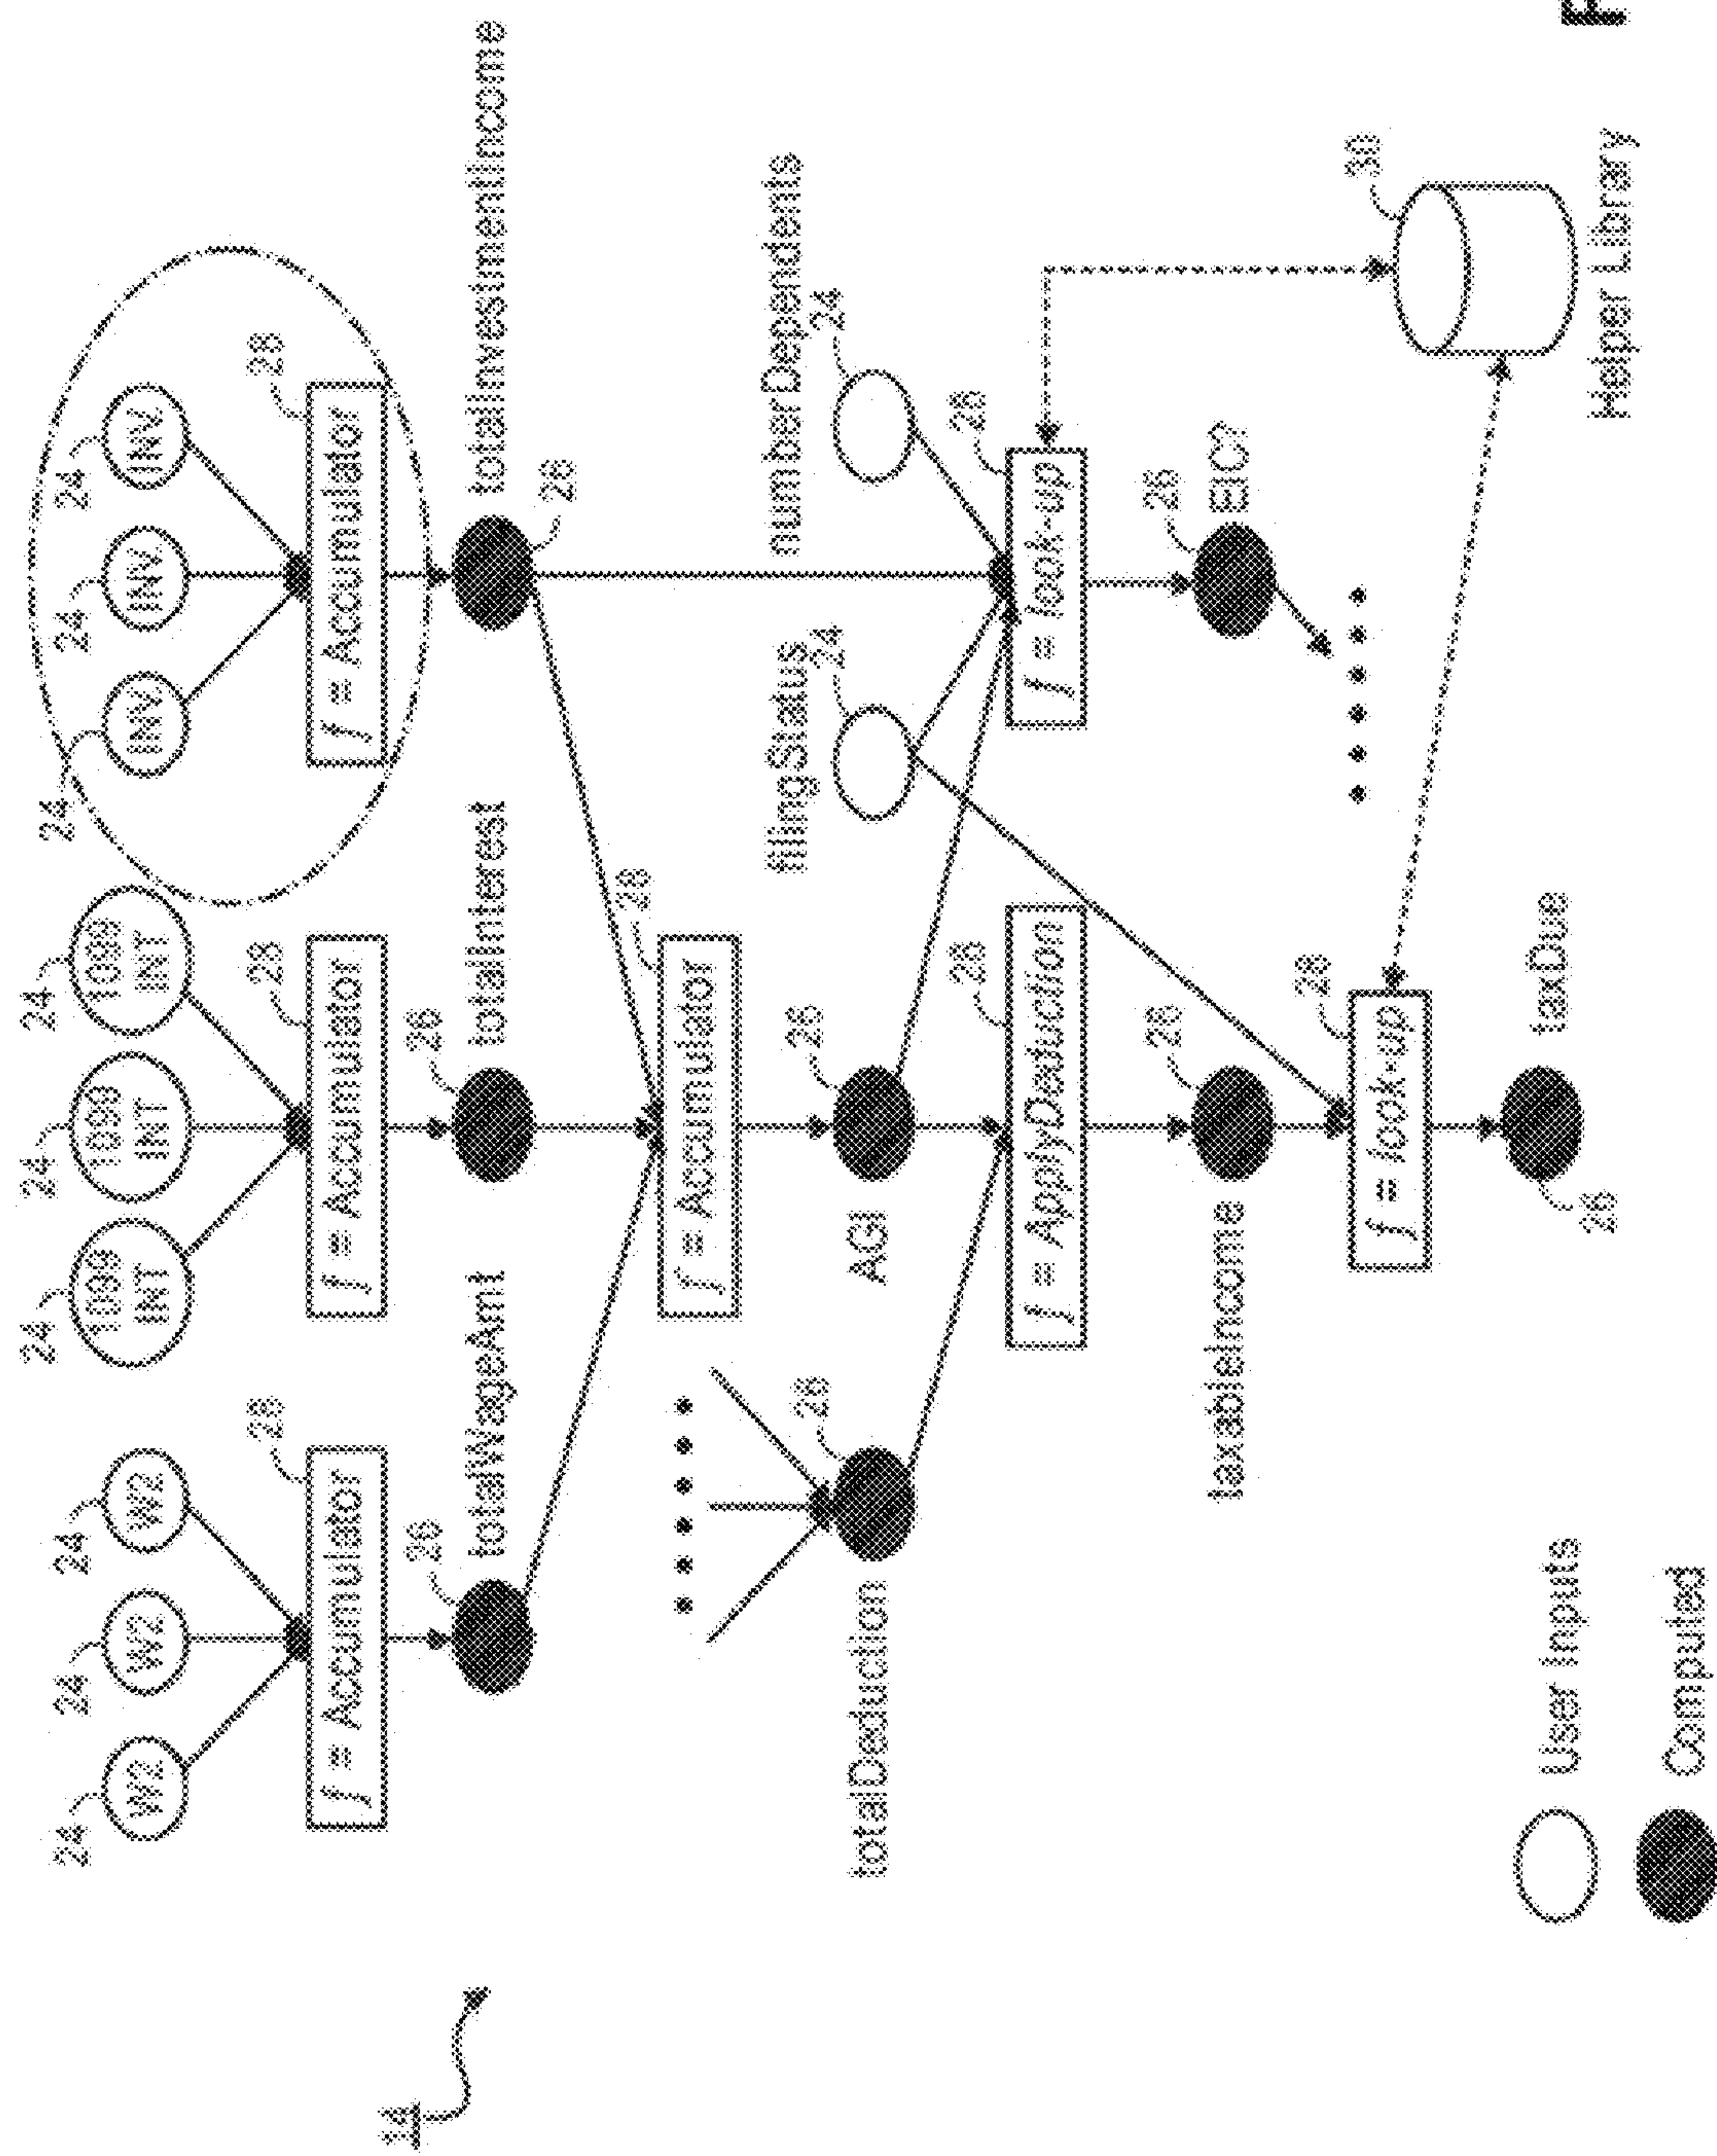 14
24 24 24
W2 W2 W2
28
f = Accumulator
26
totalWageAmt
24 24 24
1099 INT
1099 INT
1099 INT
28
f = Accumulator
26
totalInterest
24 24 24
INV INV INV
28
f = Accumulator
26
totalInvestmentIncome
28
f = Accumulator
totalDeduction
26
AGI
26
filingStatus
24
numberDependents
24
28
f = ApplyDeduction
28
f = look-up
taxableIncome
26
26
EIC?
28
f = look-up
30
Helper Library
26
taxDue
User Inputs
Computed